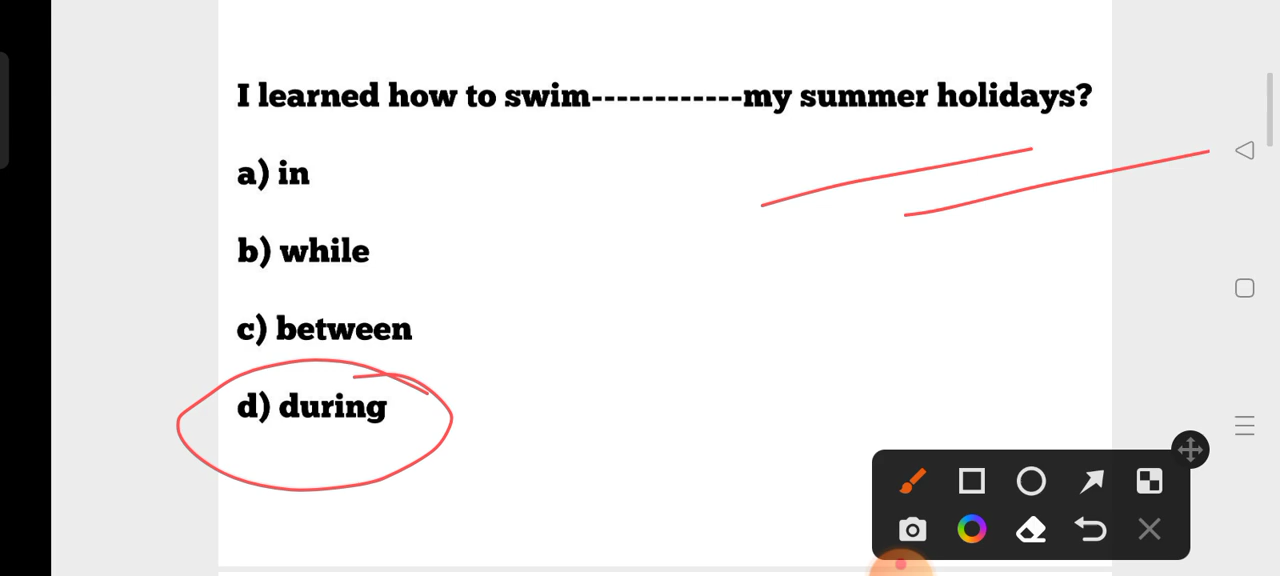 I learned how to swim------------my summer holidays?
a) in
b) while
c) between
d) during